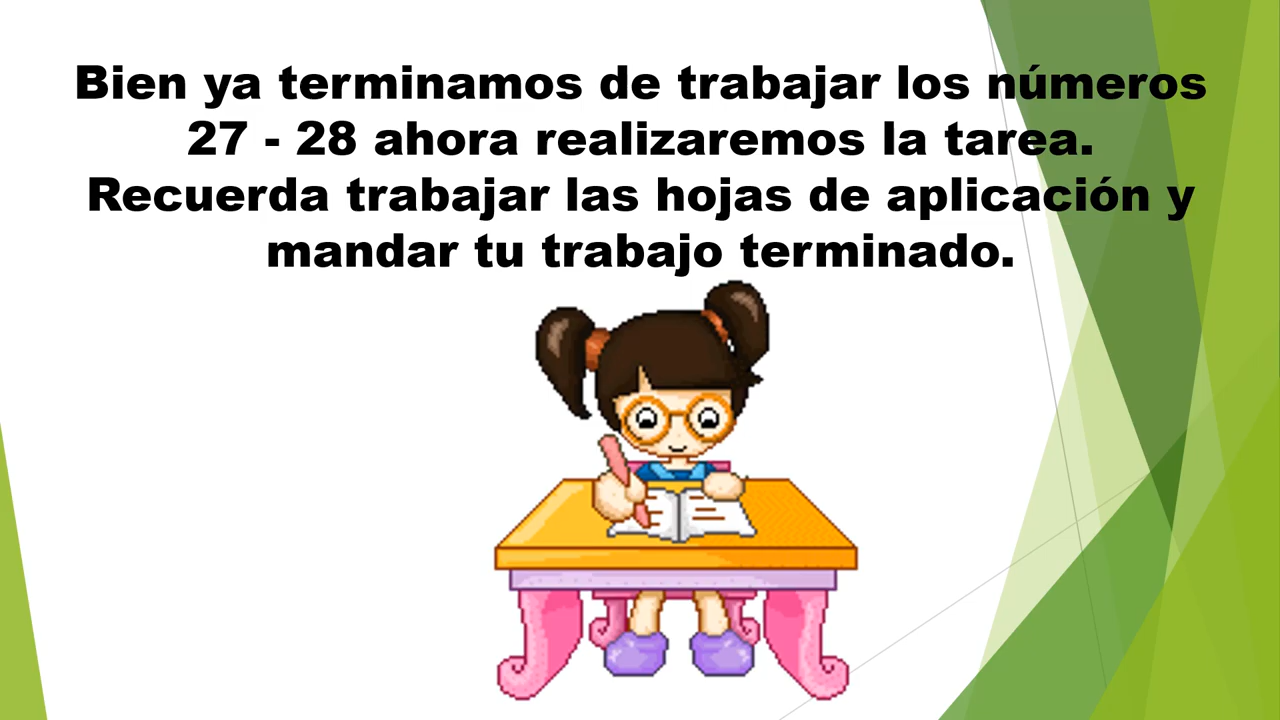 Bien ya terminamos de trabajar los números
27 - 28 ahora realizaremos la tarea.
Recuerda trabajar las hojas de aplicación y
mandar tu trabajo terminado.